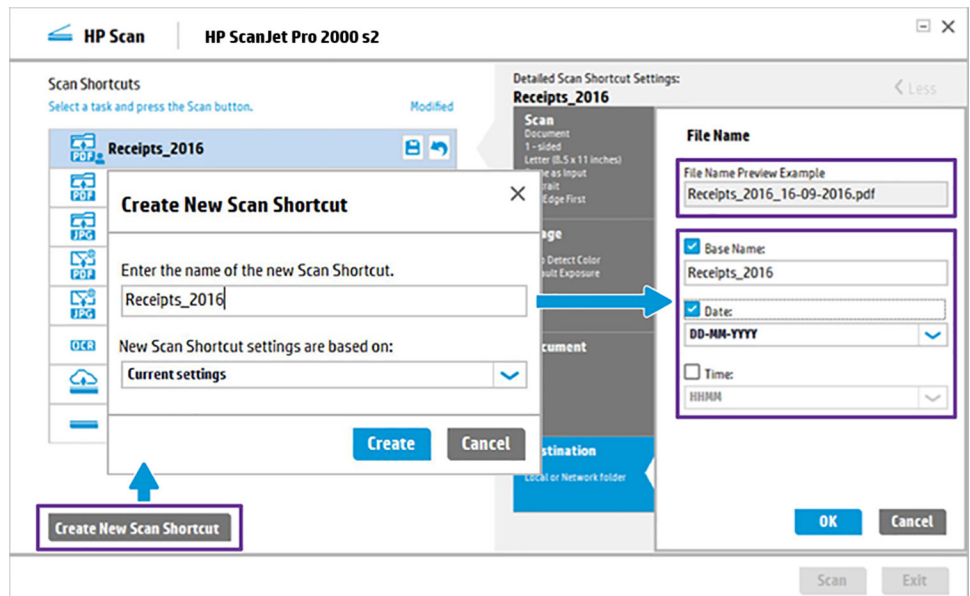 HP Scan
HP ScanJet Pro 2000 s2
Scan Shortcuts
Select a task and press the Scan button.
Modified
Receipts_2016
PDF
PDF
JPG
PDF
JPG
OCR
Create New Scan Shortcut
Enter the name of the new Scan Shortcut.
Receipts_2016
New Scan Shortcut settings are based on:
Current settings
Create
Cancel
Create New Scan Shortcut
Detailed Scan Shortcut Settings:
Receipts_2016
Less
Scan
Document
1-sided
Letter (8.5 x 11 inches)
as Input
Edge First
Detect Color
Exposure
Local or Network folder
File Name
File Name Preview Example
Receipts_2016_16-09-2016.pdf
Base Name:
Receipts_2016
Date:
DD-MM-YYYY
Time:
HHMM
OK
Cancel
Scan
Exit